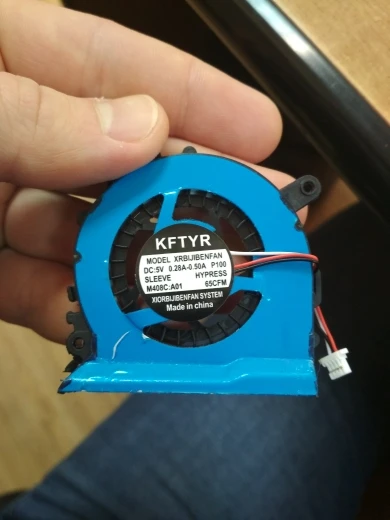 KFTYR
MODEL XRBIJIBENFAN
DC:5V 0.28A-0.50A P100
SLEEVE HYPRESS
M408C:A01 65CFM
XIORBIJIBENFAN SYSTEM
Made in china